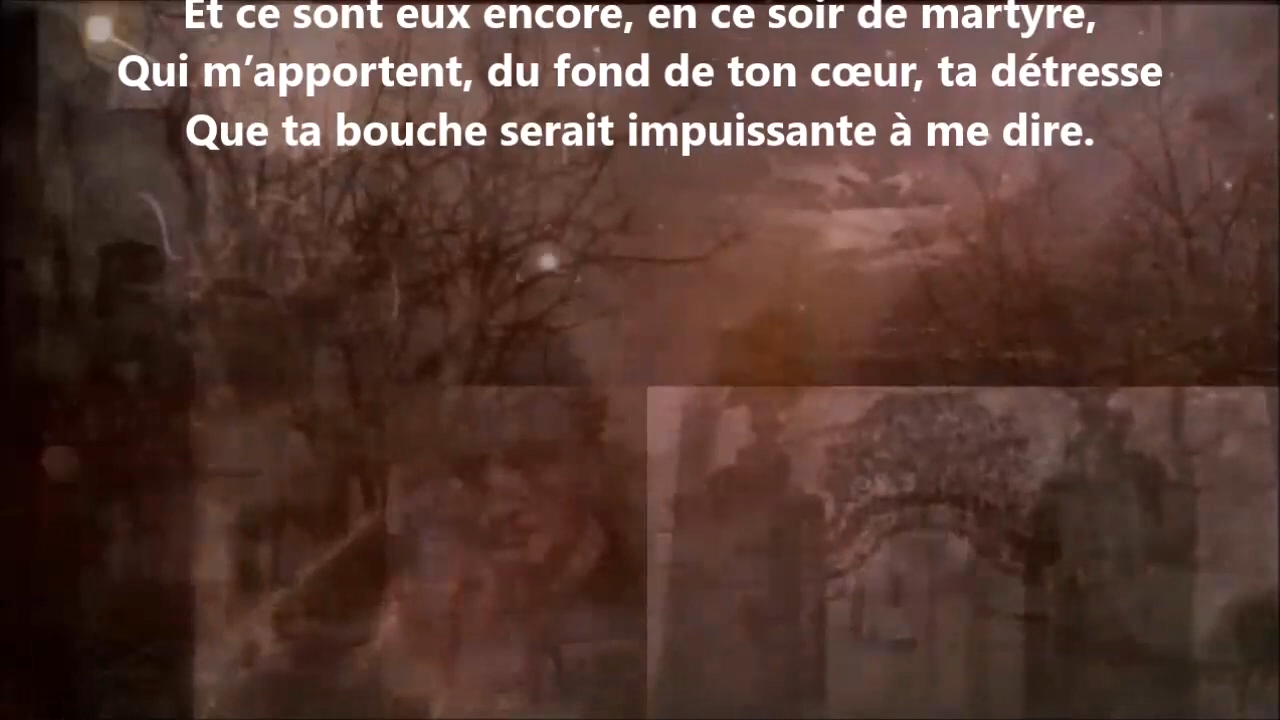 Et ce sont eux encore, en ce soir de martyre,
Qui m’apportent, du fond de ton cœur, ta détresse
Que ta bouche serait impuissante à me dire.